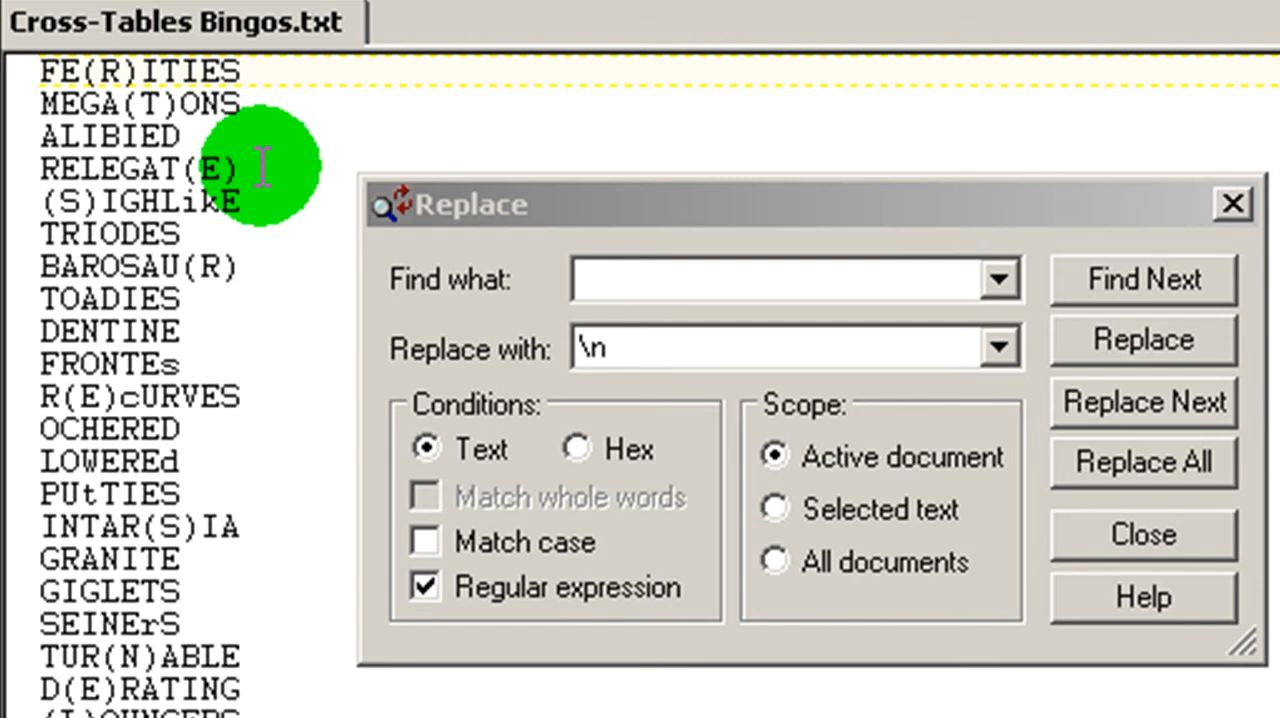 Cross-Tables Bingos.txt
FE(R)ITIES
MEGA(T)ONS
ALIBIED
RELEGAT(E)
(S)IGHLikE
TRIODES
BAROSAU(R)
TOADIES
DENTINE
FRONTEs
R(E)cURVES
OCHERED
LOWEREd
PUtTIES
INTAR(S)IA
GRANITE
GIGLETS
SEINErS
TUR(N)ABLE
D(E)RATING
Replace
Find what:
Find Next
Replace with: \n
Replace
Conditions:
Text Hex
Match whole words
Match case
Regular expression
Scope:
Active document
Selected text
All documents
Replace Next
Replace All
Close
Help